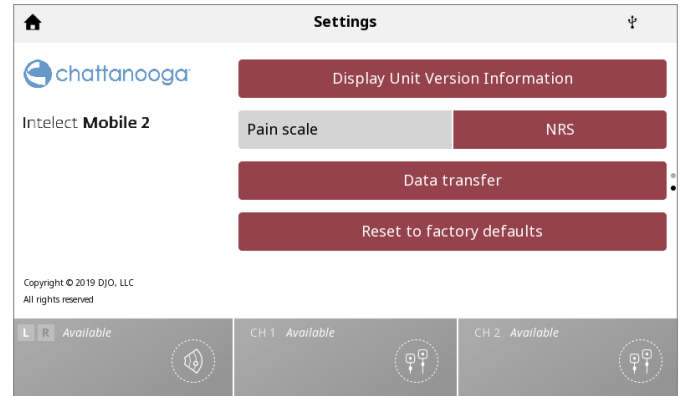 Settings
chattanooga
Intelect Mobile 2
Display Unit Version Information
Pain scale NRS
Data transfer
Reset to factory defaults
Copyright © 2019 DJO, LLC
All rights reserved
L R Available
CH 1 Available
CH 2 Available